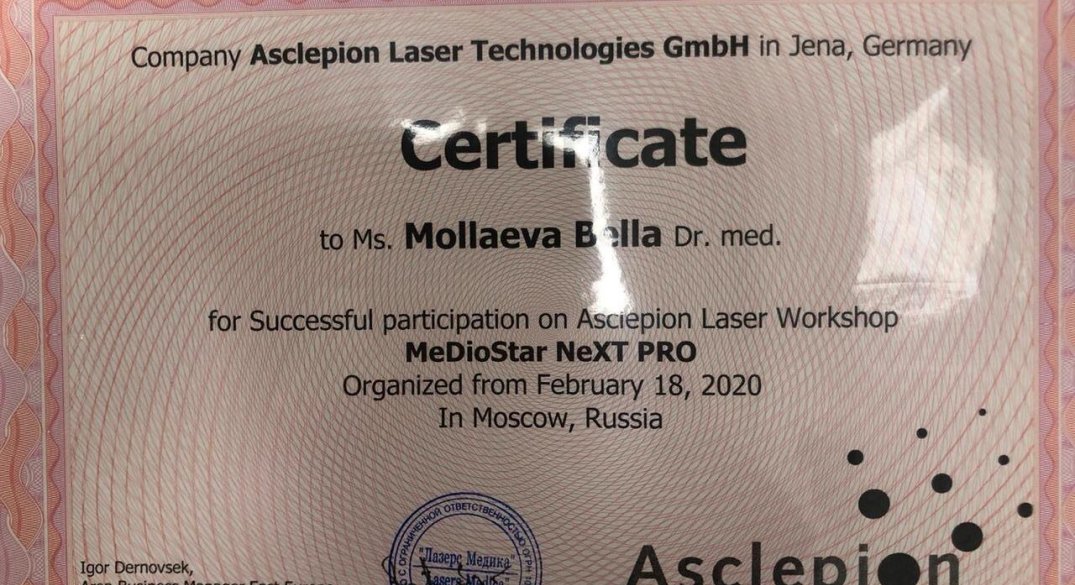 Company Asclepion Laser Technologies GmbH in Jena, Germany
Certificate
to Ms. Mollaeva Bella Dr. med.
for Successful participation on Asclepion Laser Workshop
MeDioStar NeXT PRO
Organized from February 18, 2020
In Moscow, Russia
С ОГРАНИЧЕННОЙ ОТВЕТСТВЕННОСТЬЮ
"Лазерс Медика"
Igor Dernovsek,
Asclepion